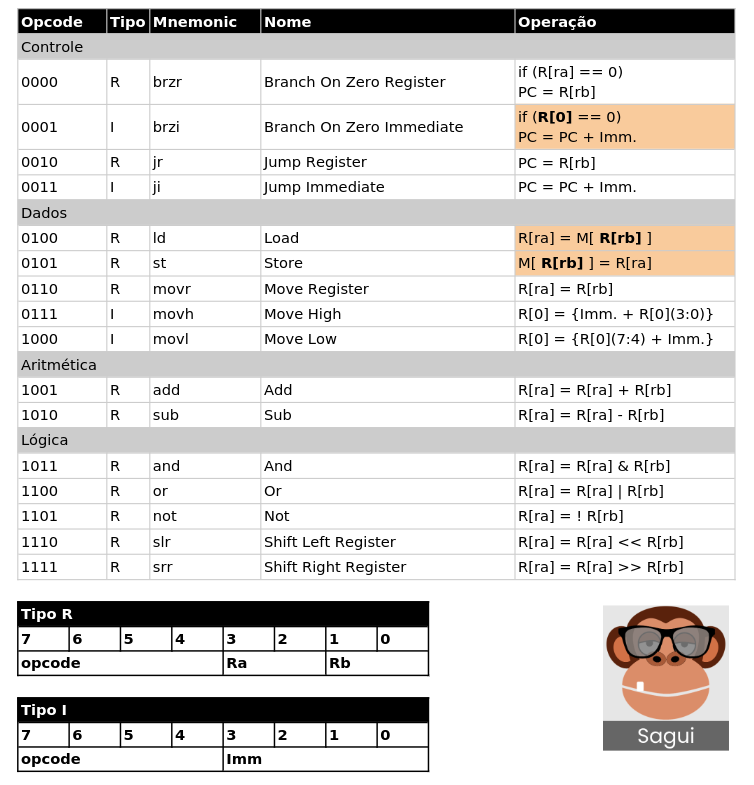 Opcode Tipo Mnemonic Nome Operação
Controle
0000 R brzr Branch On Zero Register if (R[ra] == 0)
PC = R[rb]
0001 I brzi Branch On Zero Immediate if (R[0] == 0)
PC = PC + Imm.
0010 R jr Jump Register PC = R[rb]
0011 I ji Jump Immediate PC = PC + Imm.
Dados
0100 R ld Load R[ra] = M[ R[rb] ]
0101 R st Store M[ R[rb] ] = R[ra]
0110 R movr Move Register R[ra] = R[rb]
0111 I movh Move High R[0] = {Imm. + R[0](3:0)}
1000 I movl Move Low R[0] = {R[0](7:4) + Imm.}
Aritmética
1001 R add Add R[ra] = R[ra] + R[rb]
1010 R sub Sub R[ra] = R[ra] - R[rb]
Lógica
1011 R and And R[ra] = R[ra] & R[rb]
1100 R or Or R[ra] = R[ra] | R[rb]
1101 R not Not R[ra] = ! R[rb]
1110 R slr Shift Left Register R[ra] = R[ra] << R[rb]
1111 R srr Shift Right Register R[ra] = R[ra] >> R[rb]
Tipo R
7 6 5 4 3 2 1 0
opcode Ra Rb
Tipo I
7 6 5 4 3 2 1 0
opcode Imm
Sagui